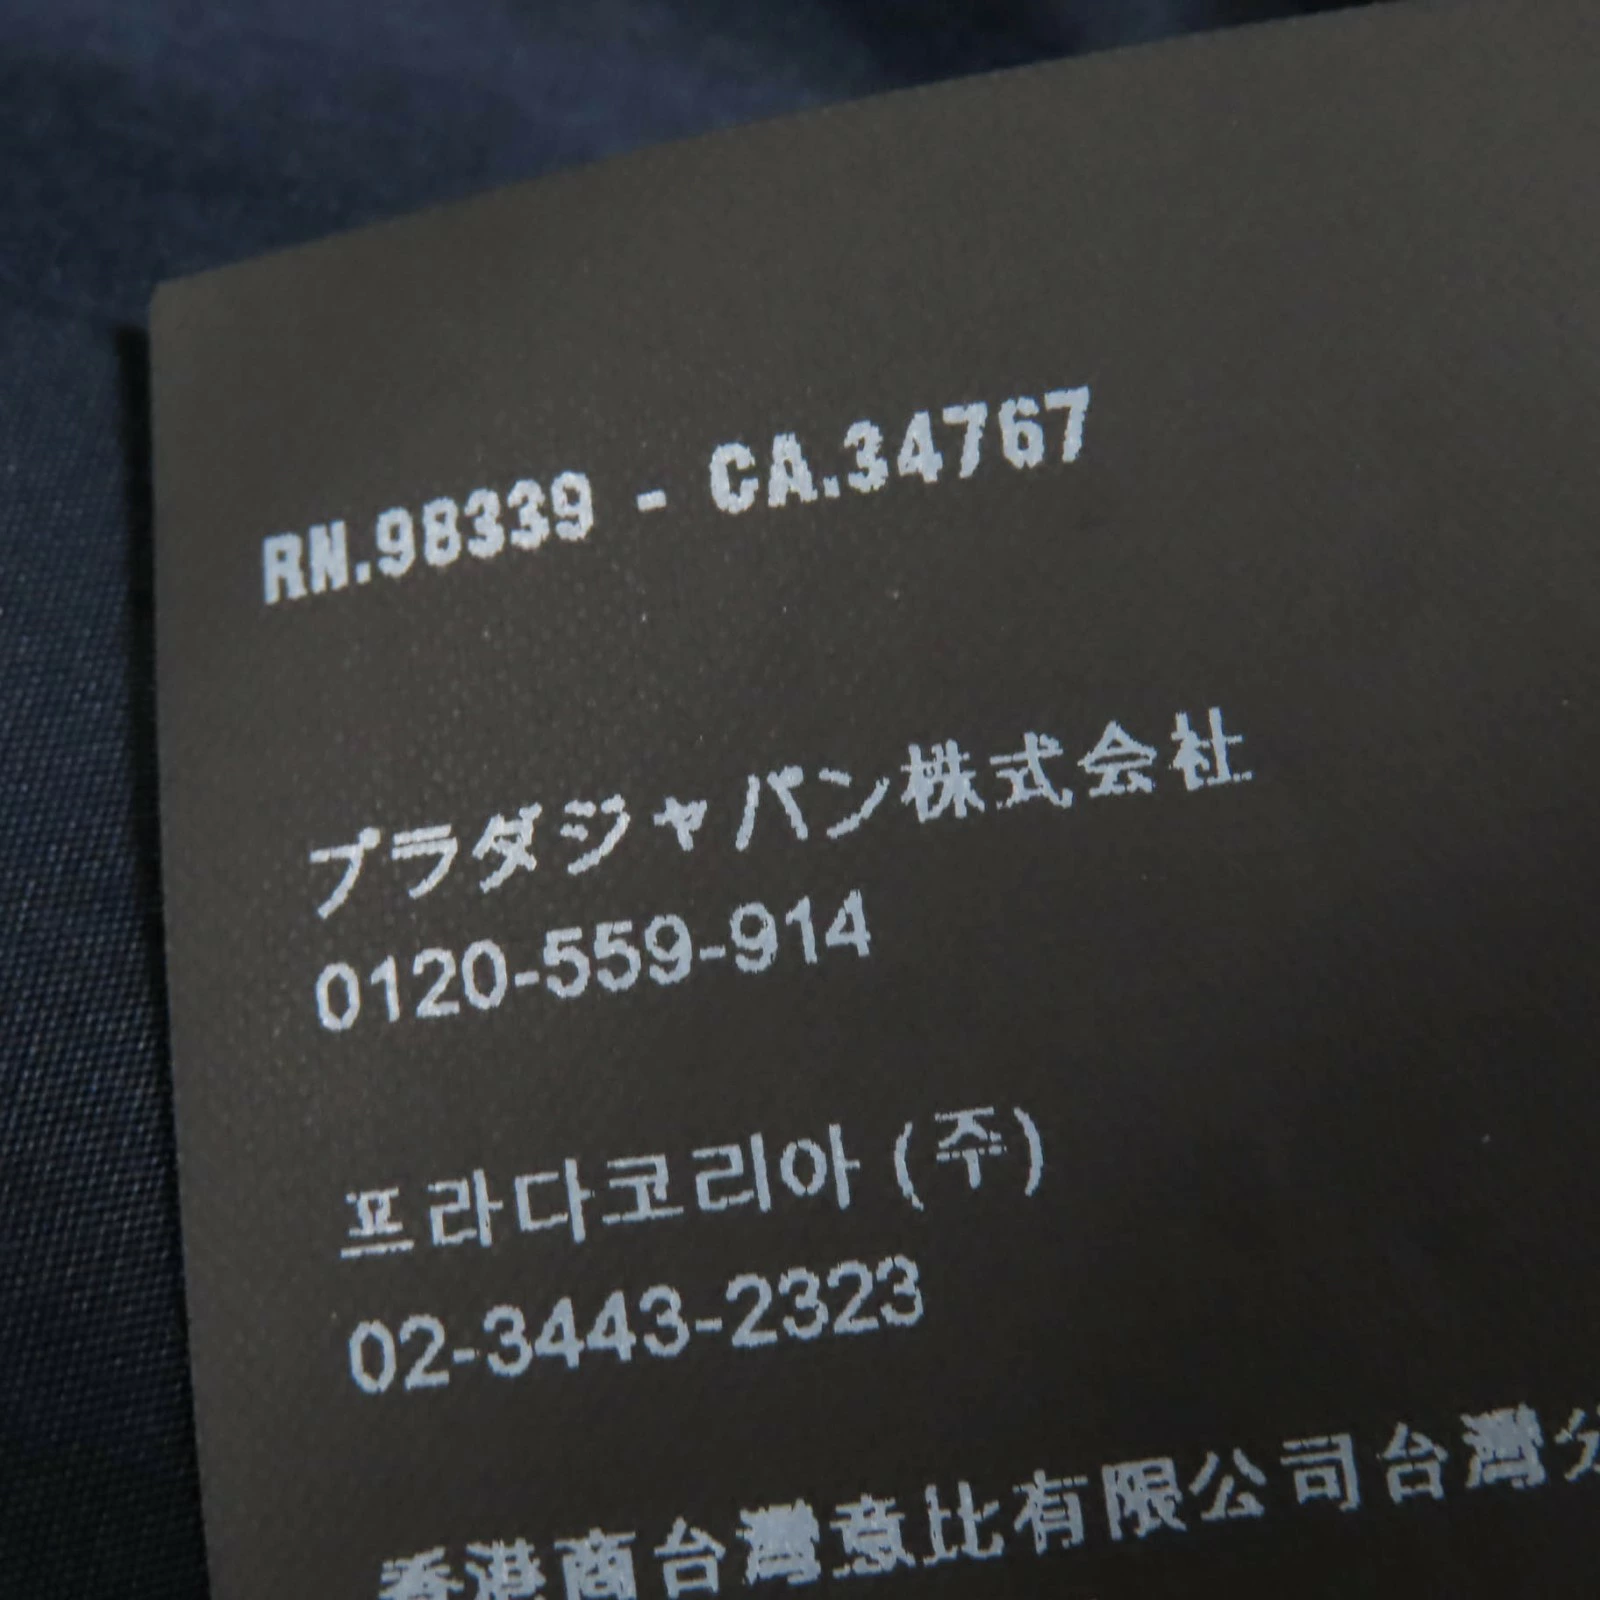 RN.98339 - CA.34767
プラダジャパン株式会社
0120-559-914
프라다코리아 (주)
02-3443-2323
香港商台灣意比有限公司台灣分